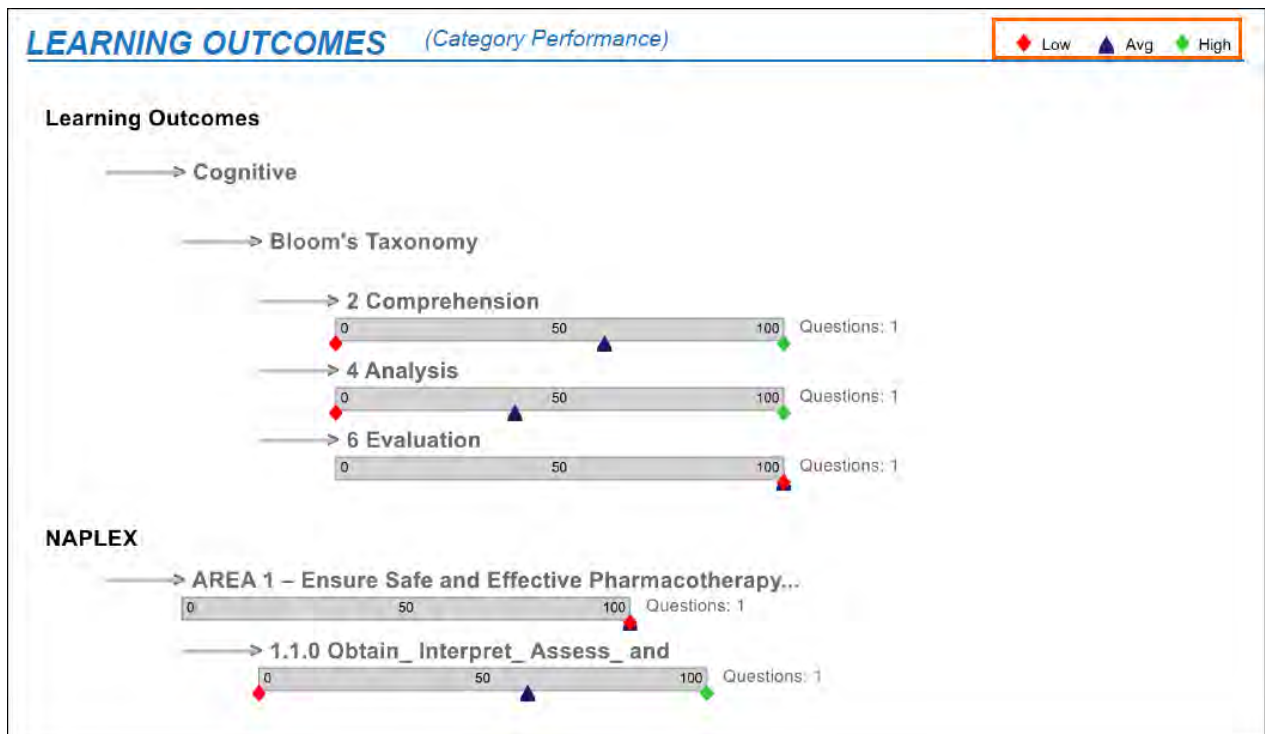 LEARNING OUTCOMES (Category Performance) Low Avg High
Learning Outcomes
Cognitive
Bloom's Taxonomy
2 Comprehension
0 50 100 Questions: 1
4 Analysis
0 50 100 Questions: 1
6 Evaluation
0 50 100 Questions: 1
NAPLEX
AREA 1 – Ensure Safe and Effective Pharmacotherapy...
0 50 100 Questions: 1
1.1.0 Obtain_ Interpret_ Assess_ and
0 50 100 Questions: 1